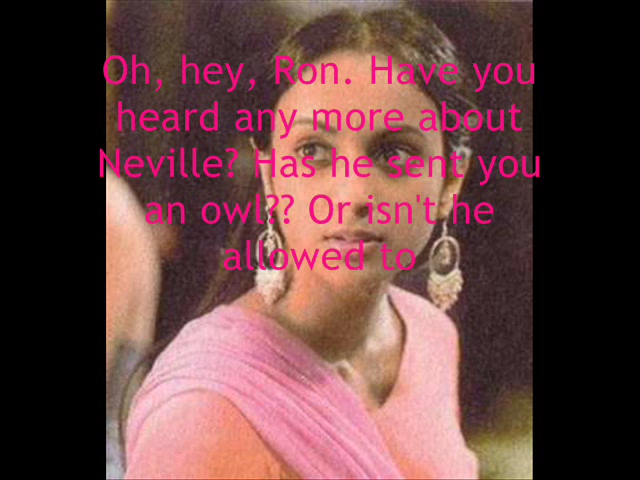 Oh, hey, Ron. Have you
heard any more about
Neville? Has he sent you
an owl?? Or isn't he
allowed to